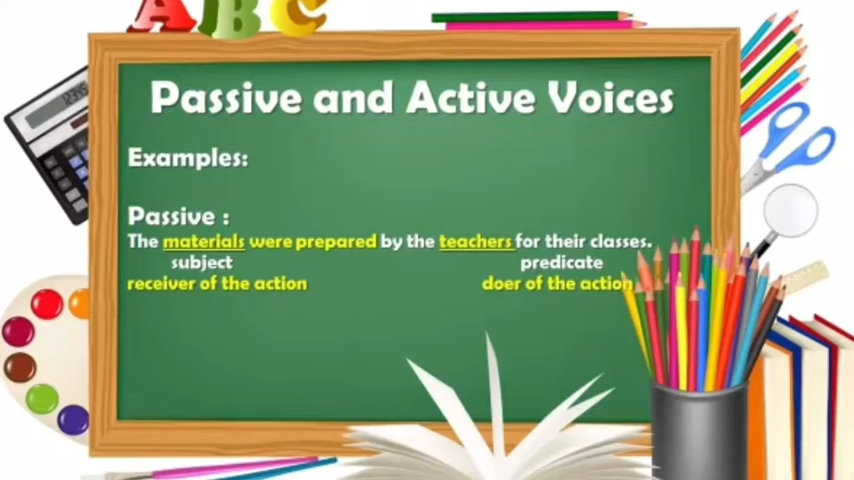 ABC
Passive and Active Voices
Examples:
Passive :
The materials were prepared by the teachers for their classes.
subject predicate
receiver of the action doer of the action